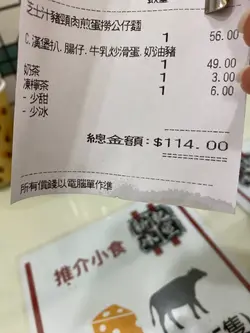 芝士汁豬頸肉煎蛋撈公仔麵
1 56.00
C.漢堡扒,腸仔,牛乳炒滑蛋,奶油豬
1 49.00
奶茶 1 3.00
凍檸茶 1 6.00
- 少甜
- 少冰
總金額: $114.00
所有價錢以電腦單作準
推介小食